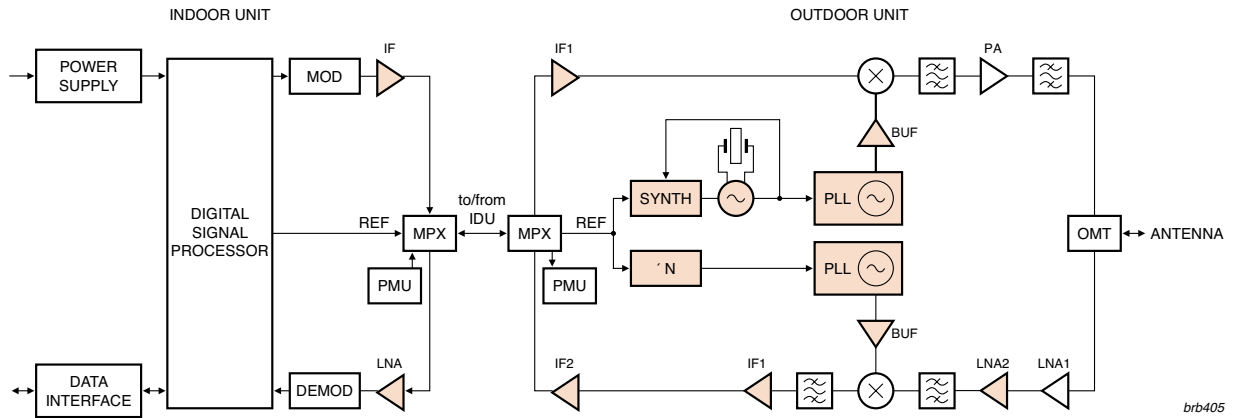 INDOOR UNIT
OUTDOOR UNIT
POWER
SUPPLY
DIGITAL
SIGNAL
PROCESSOR
DATA
INTERFACE
MOD
IF
REF
MPX
PMU
DEMOD
LNA
to/from
IDU
MPX
PMU
REF
IF1
SYNTH
´N
PLL
PLL
BUF
BUF
PA
OMT
ANTENNA
IF2
IF1
LNA2
LNA1
brb405